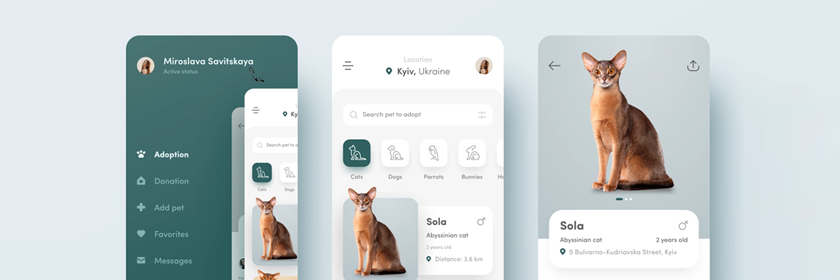 Miroslava Savitskaya
Active status
Adoption
Donation
Add pet
Favorites
Messages
Ky
Search pet to adopt
Cats
Dogs
Location
Kyiv, Ukraine
Search pet to adopt
Cats
Dogs
Parrots
Bunnies
Sola
Abyssinian cat
2 years old
Distance: 3.6 km
Sola
Abyssinian cat
2 years old
5 Bulvarno-Kudriavska Street, Kyiv